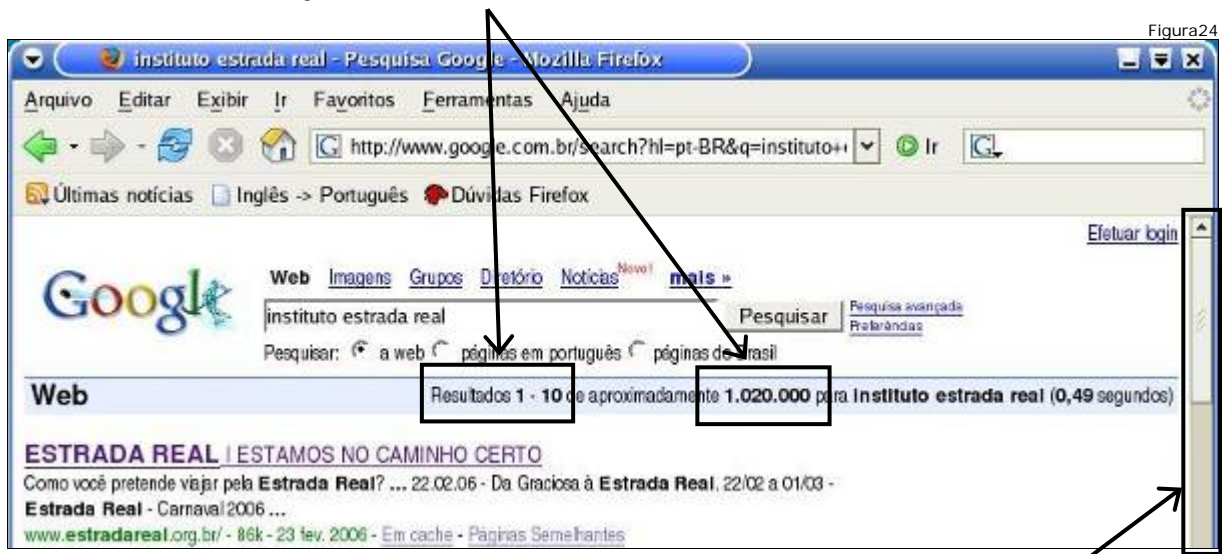 Figura24
instituto estrada real - Pesquisa Google - Mozilla Firefox
Arquivo Editar Exibir Ir Favoritos Ferramentas Ajuda
http://www.google.com.br/search?hl=pt-BR&q=instituto+ Ir G
Últimas notícias Inglês -> Português Dúvidas Firefox
Efetuar login
Google
Web Imagens Grupos Diretório Notícias Novo! mais »
instituto estrada real Pesquisar Pesquisa avançada
Preferências
Pesquisar: a web páginas em português páginas do Brasil
Web Resultados 1 - 10 de aproximadamente 1.020.000 para instituto estrada real (0,49 segundos)
ESTRADA REAL | ESTAMOS NO CAMINHO CERTO
Como você pretende viajar pela Estrada Real? ... 22.02.06 - Da Graciosa à Estrada Real, 22/02 a 01/03 -
Estrada Real - Carnaval 2006 ...
www.estradareal.org.br/ - 86k - 23 fev. 2006 - Em cache - Páginas Semelhantes